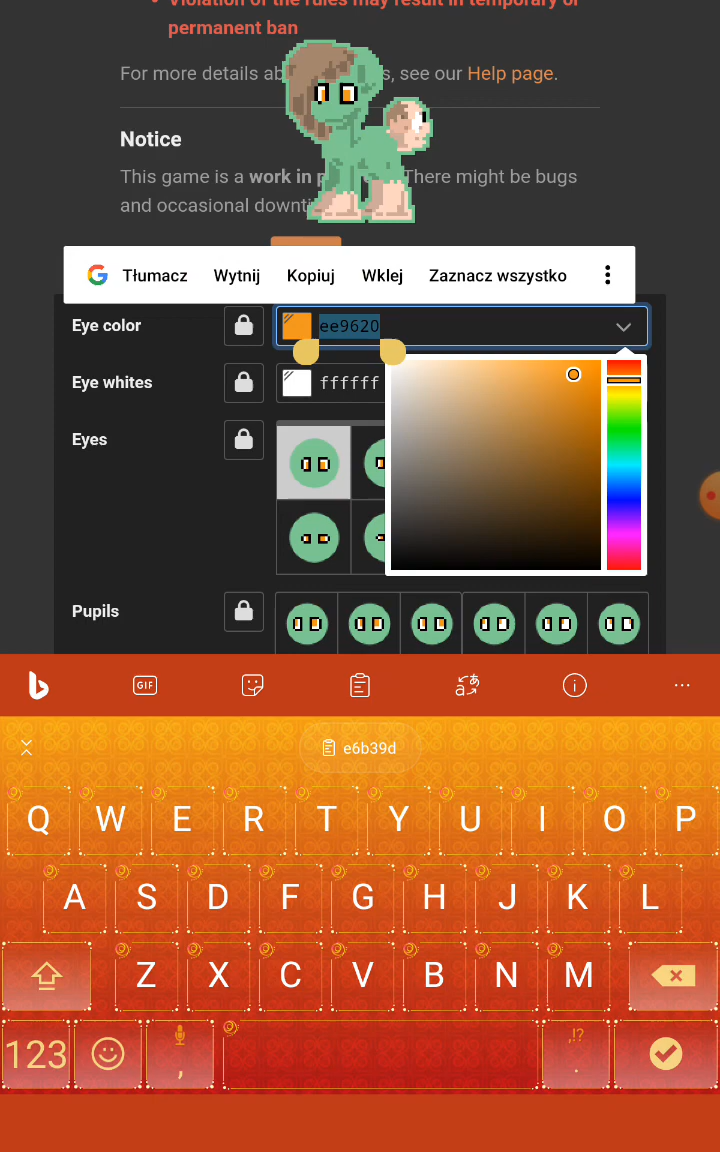 Violation of the rules may result in temporary or
permanent ban
For more details ab s, see our Help page.
Notice
This game is a work in p There might be bugs
and occasional downti
Tłumacz Wytnij Kopiuj Wklej Zaznacz wszystko
Eye color ee9620
Eye whites ffffff
Eyes
Pupils
GIF
e6b39d
Q W E R T Y U I O P
A S D F G H J K L
Z X C V B N M
123 , ,!? .